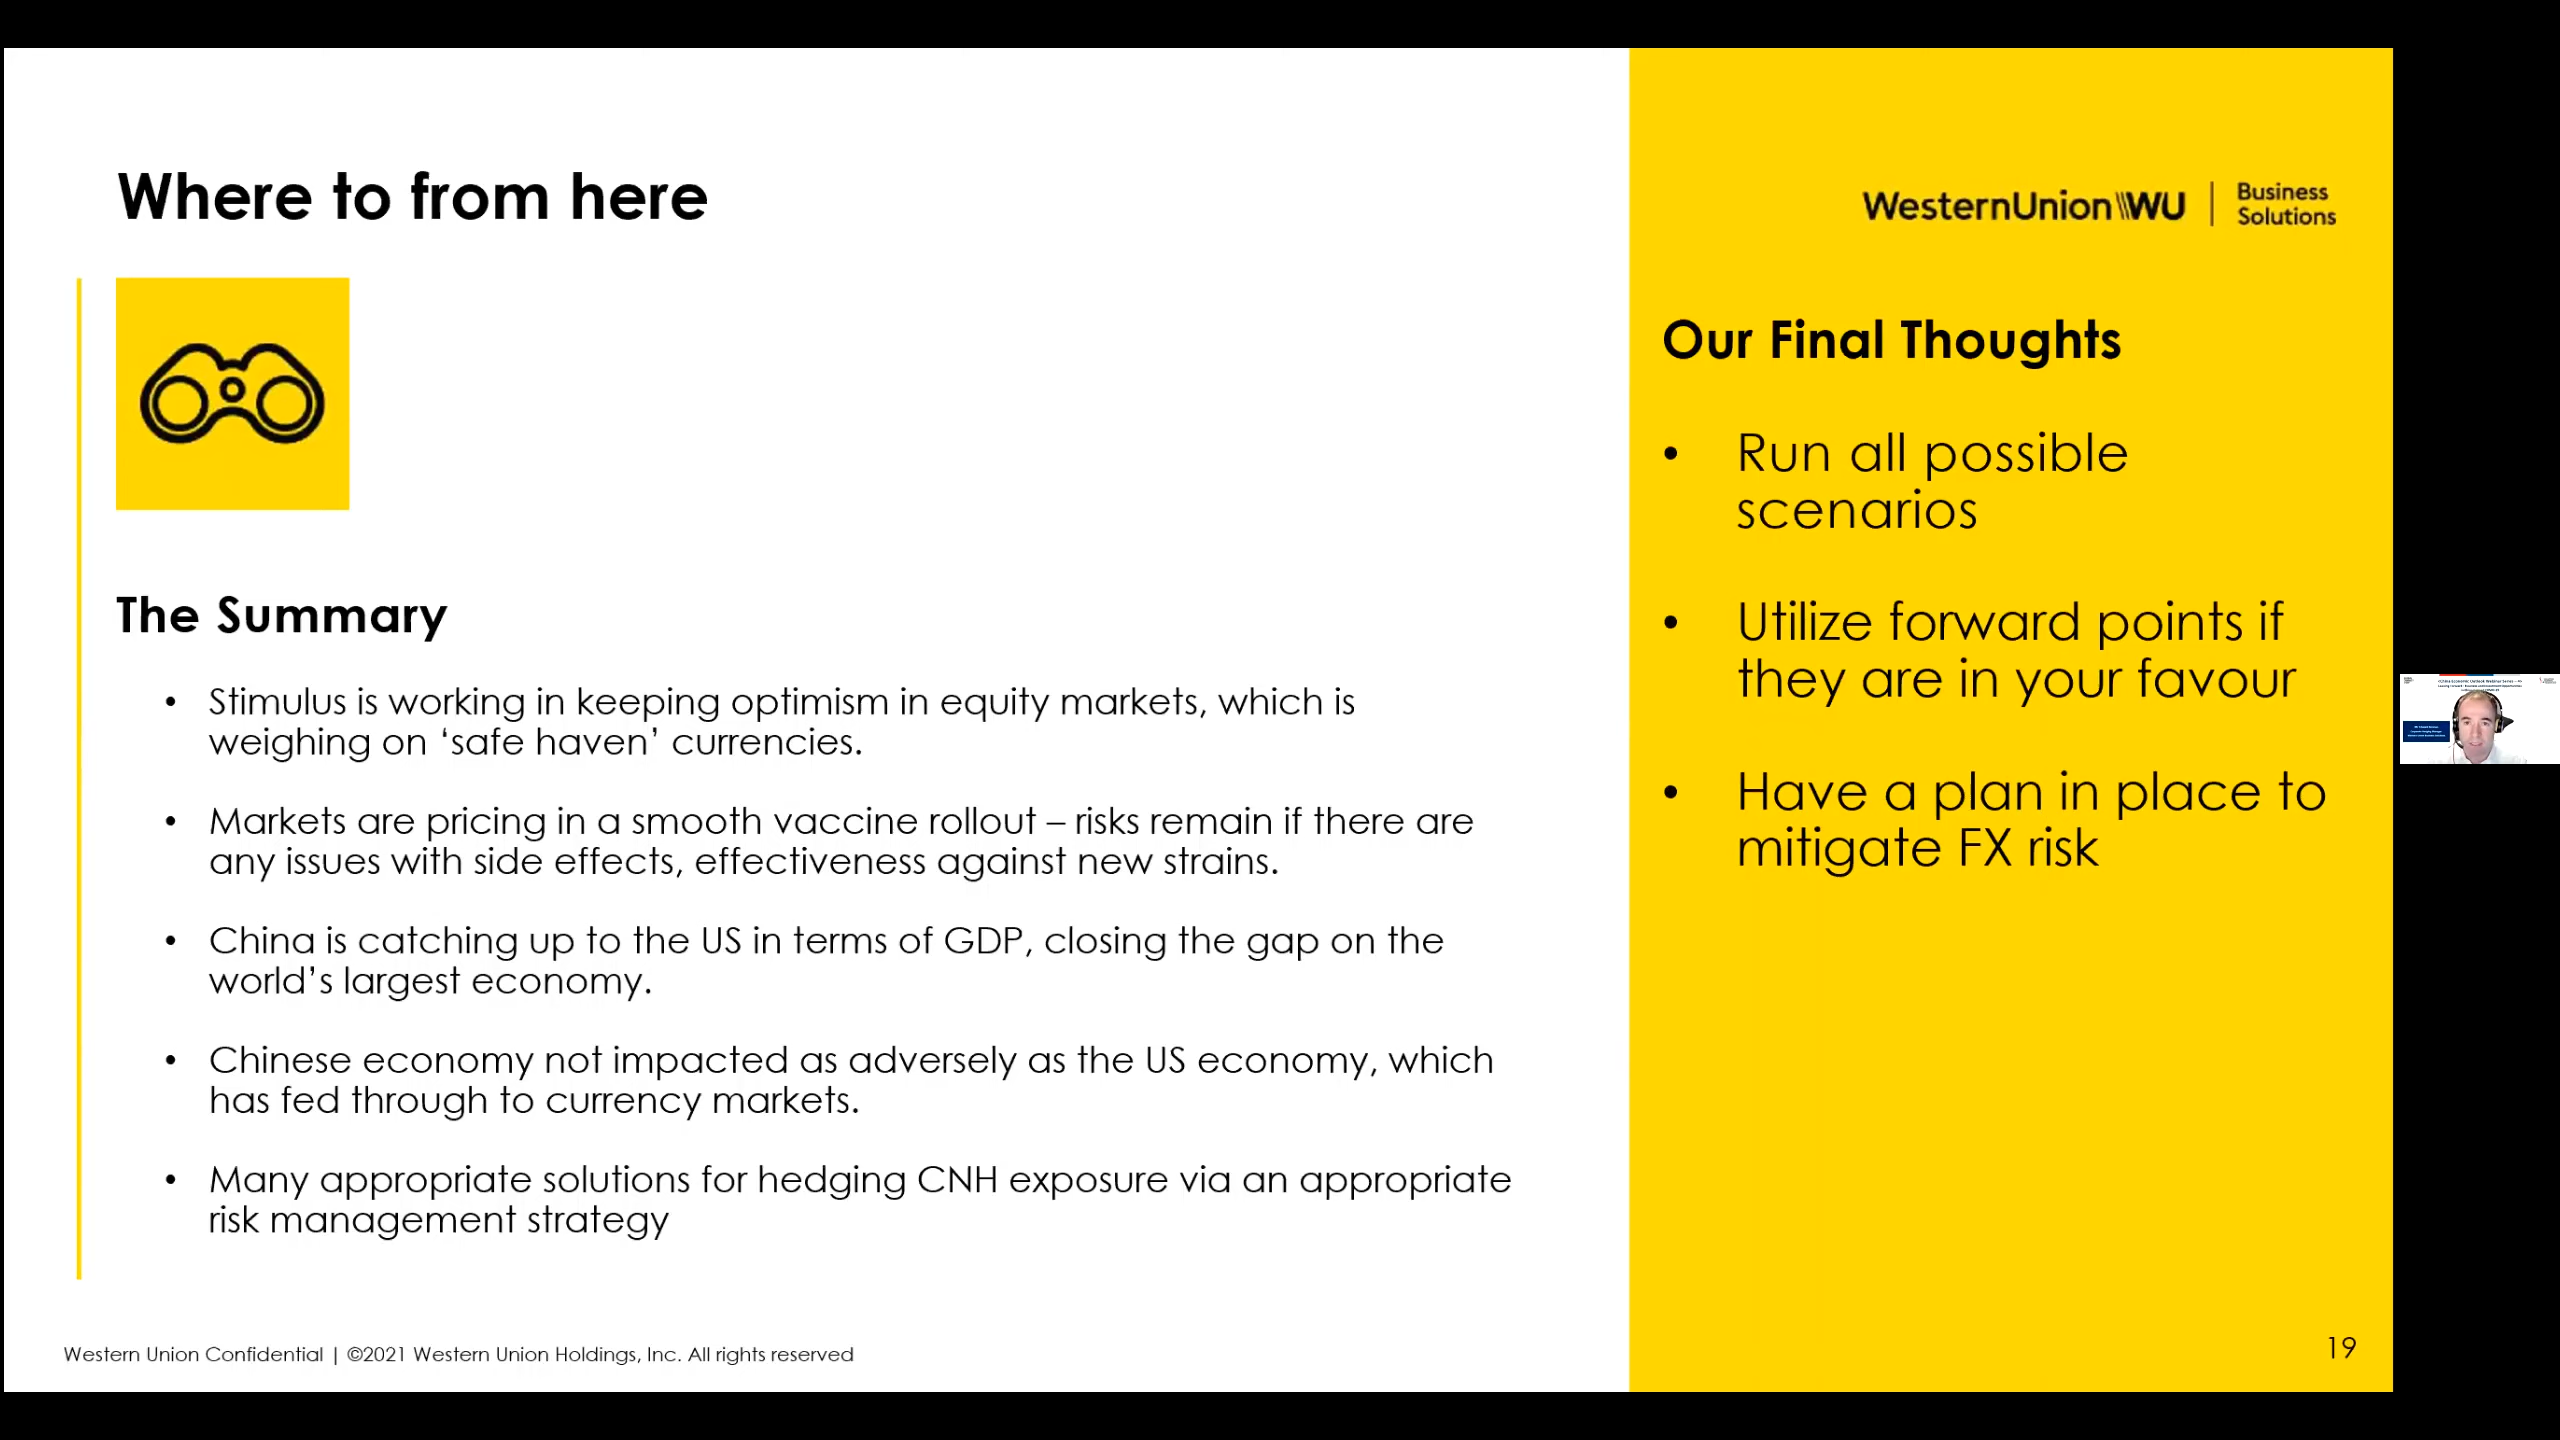 Where to from here
WesternUnion WU | Business Solutions
The Summary
• Stimulus is working in keeping optimism in equity markets, which is
weighing on ‘safe haven’ currencies.
• Markets are pricing in a smooth vaccine rollout – risks remain if there are
any issues with side effects, effectiveness against new strains.
• China is catching up to the US in terms of GDP, closing the gap on the
world’s largest economy.
• Chinese economy not impacted as adversely as the US economy, which
has fed through to currency markets.
• Many appropriate solutions for hedging CNH exposure via an appropriate
risk management strategy
Our Final Thoughts
• Run all possible
scenarios
• Utilize forward points if
they are in your favour
• Have a plan in place to
mitigate FX risk
Western Union Confidential | ©2021 Western Union Holdings, Inc. All rights reserved
19